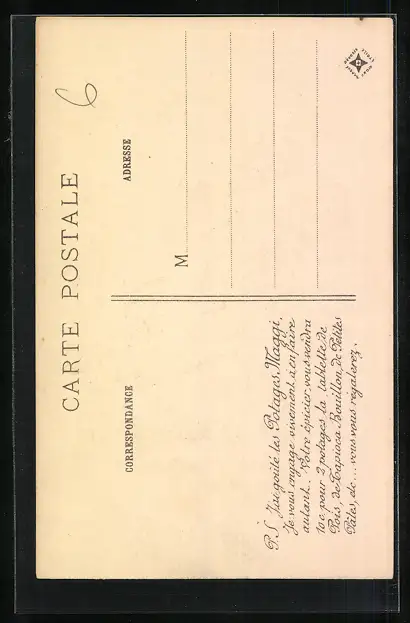 CARTE POSTALE
CORRESPONDANCE
ADRESSE
M
6
P.S. J'ai goûté les Potages Maggi.
Je vous engage vivement à en faire
autant. Votre épicier vous vendra
10c. pour 2 potages la tablette de
Pois, de Tapioca Bouillon, de Petites
Pâtes, etc... vous vous régalerez.